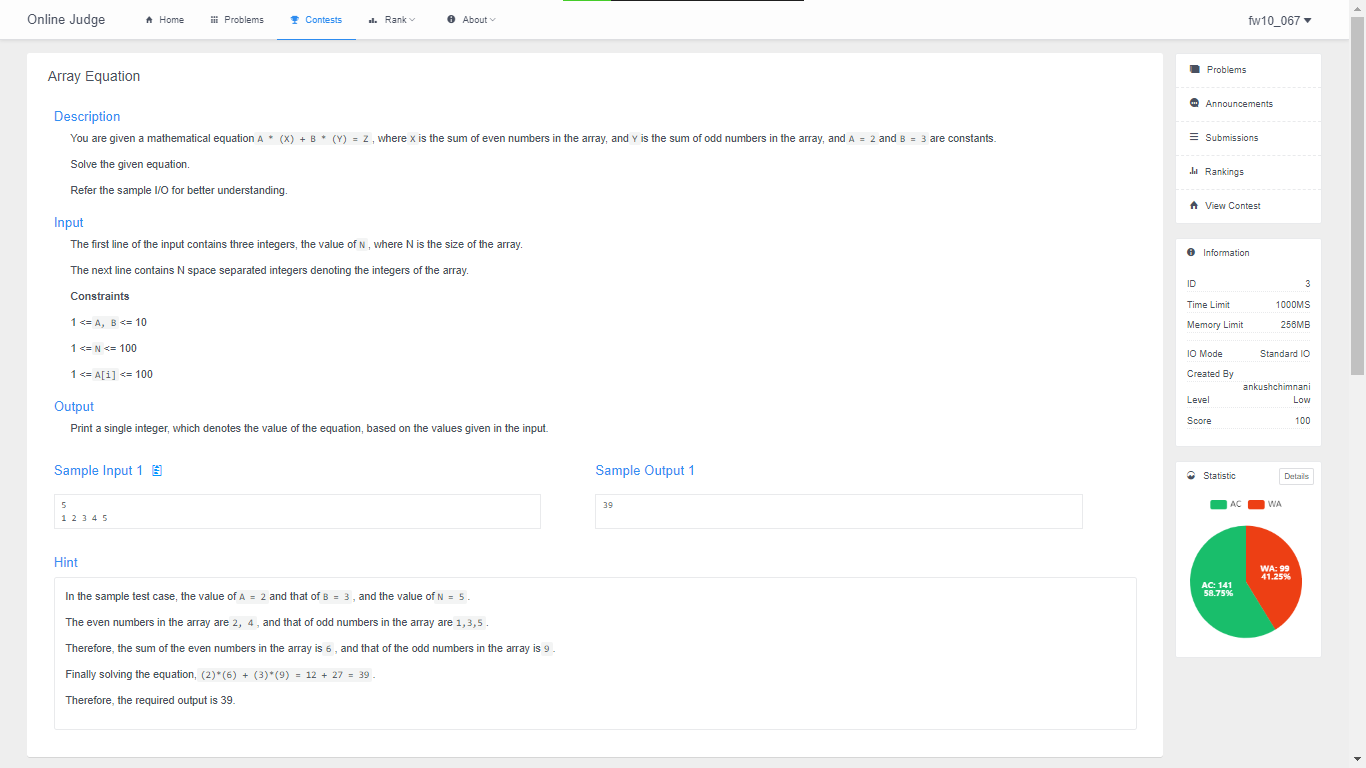 Online Judge Home Problems Contests Rank About fw10_067
Array Equation
Description
You are given a mathematical equation A * (X) + B * (Y) = Z , where X is the sum of even numbers in the array, and Y is the sum of odd numbers in the array, and A = 2 and B = 3 are constants.
Solve the given equation.
Refer the sample I/O for better understanding.
Input
The first line of the input contains three integers, the value of N , where N is the size of the array.
The next line contains N space separated integers denoting the integers of the array.
Constraints
1 <= A, B <= 10
1 <= N <= 100
1 <= A[i] <= 100
Output
Print a single integer, which denotes the value of the equation, based on the values given in the input.
Sample Input 1
5
1 2 3 4 5
Sample Output 1
39
Hint
In the sample test case, the value of A = 2 and that of B = 3 , and the value of N = 5 .
The even numbers in the array are 2, 4 , and that of odd numbers in the array are 1,3,5 .
Therefore, the sum of the even numbers in the array is 6 , and that of the odd numbers in the array is 9 .
Finally solving the equation, (2)*(6) + (3)*(9) = 12 + 27 = 39 .
Therefore, the required output is 39.
Problems
Announcements
Submissions
Rankings
View Contest
Information
ID 3
Time Limit 1000MS
Memory Limit 256MB
IO Mode Standard IO
Created By
ankushchimnani
Level Low
Score 100
Statistic Details
AC WA
WA: 99
41.25%
AC: 141
58.75%